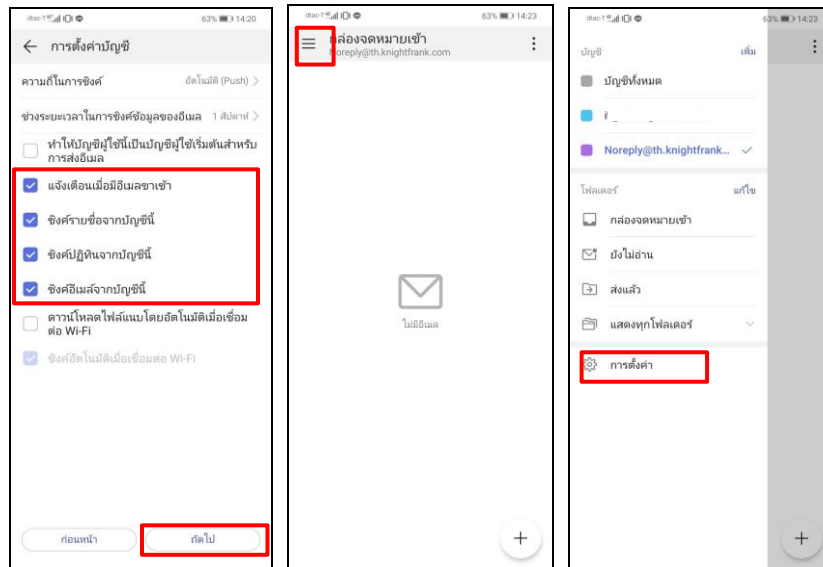 dtac-T 63% 14:20
การตั้งค่าบัญชี
ความถี่ในการซิงค์ อัตโนมัติ (Push) >
ช่วงระยะเวลาในการซิงค์ข้อมูลของอีเมล 1 สัปดาห์ >
ทำให้บัญชีผู้ใช้นี้เป็นบัญชีผู้ใช้เริ่มต้นสำหรับ
การส่งอีเมล
แจ้งเตือนเมื่อมีอีเมลขาเข้า
ซิงค์รายชื่อจากบัญชีนี้
ซิงค์ปฏิทินจากบัญชีนี้
ซิงค์อีเมล์จากบัญชีนี้
ดาวน์โหลดไฟล์แนบโดยอัตโนมัติเมื่อเชื่อม
ต่อ Wi-Fi
ซิงค์อัตโนมัติเมื่อเชื่อมต่อ Wi-Fi
ก่อนหน้า ถัดไป
dtac-T 63% 14:23
กล่องจดหมายเข้า
Noreply@th.knightfrank.com
ไม่มีอีเมล
+
dtac-T 63% 14:23
บัญชี เพิ่ม
บัญชีทั้งหมด
Noreply@th.knightfrank...
โฟลเดอร์ แก้ไข
กล่องจดหมายเข้า
ยังไม่อ่าน
ส่งแล้ว
แสดงทุกโฟลเดอร์
การตั้งค่า
+